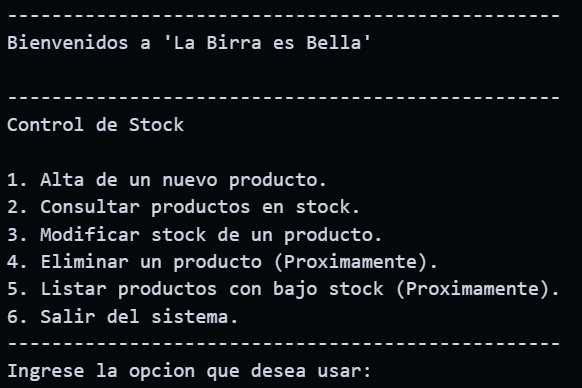 --------------------------------------------------
Bienvenidos a 'La Birra es Bella'
--------------------------------------------------
Control de Stock
1. Alta de un nuevo producto.
2. Consultar productos en stock.
3. Modificar stock de un producto.
4. Eliminar un producto (Proximamente).
5. Listar productos con bajo stock (Proximamente).
6. Salir del sistema.
--------------------------------------------------
Ingrese la opcion que desea usar: